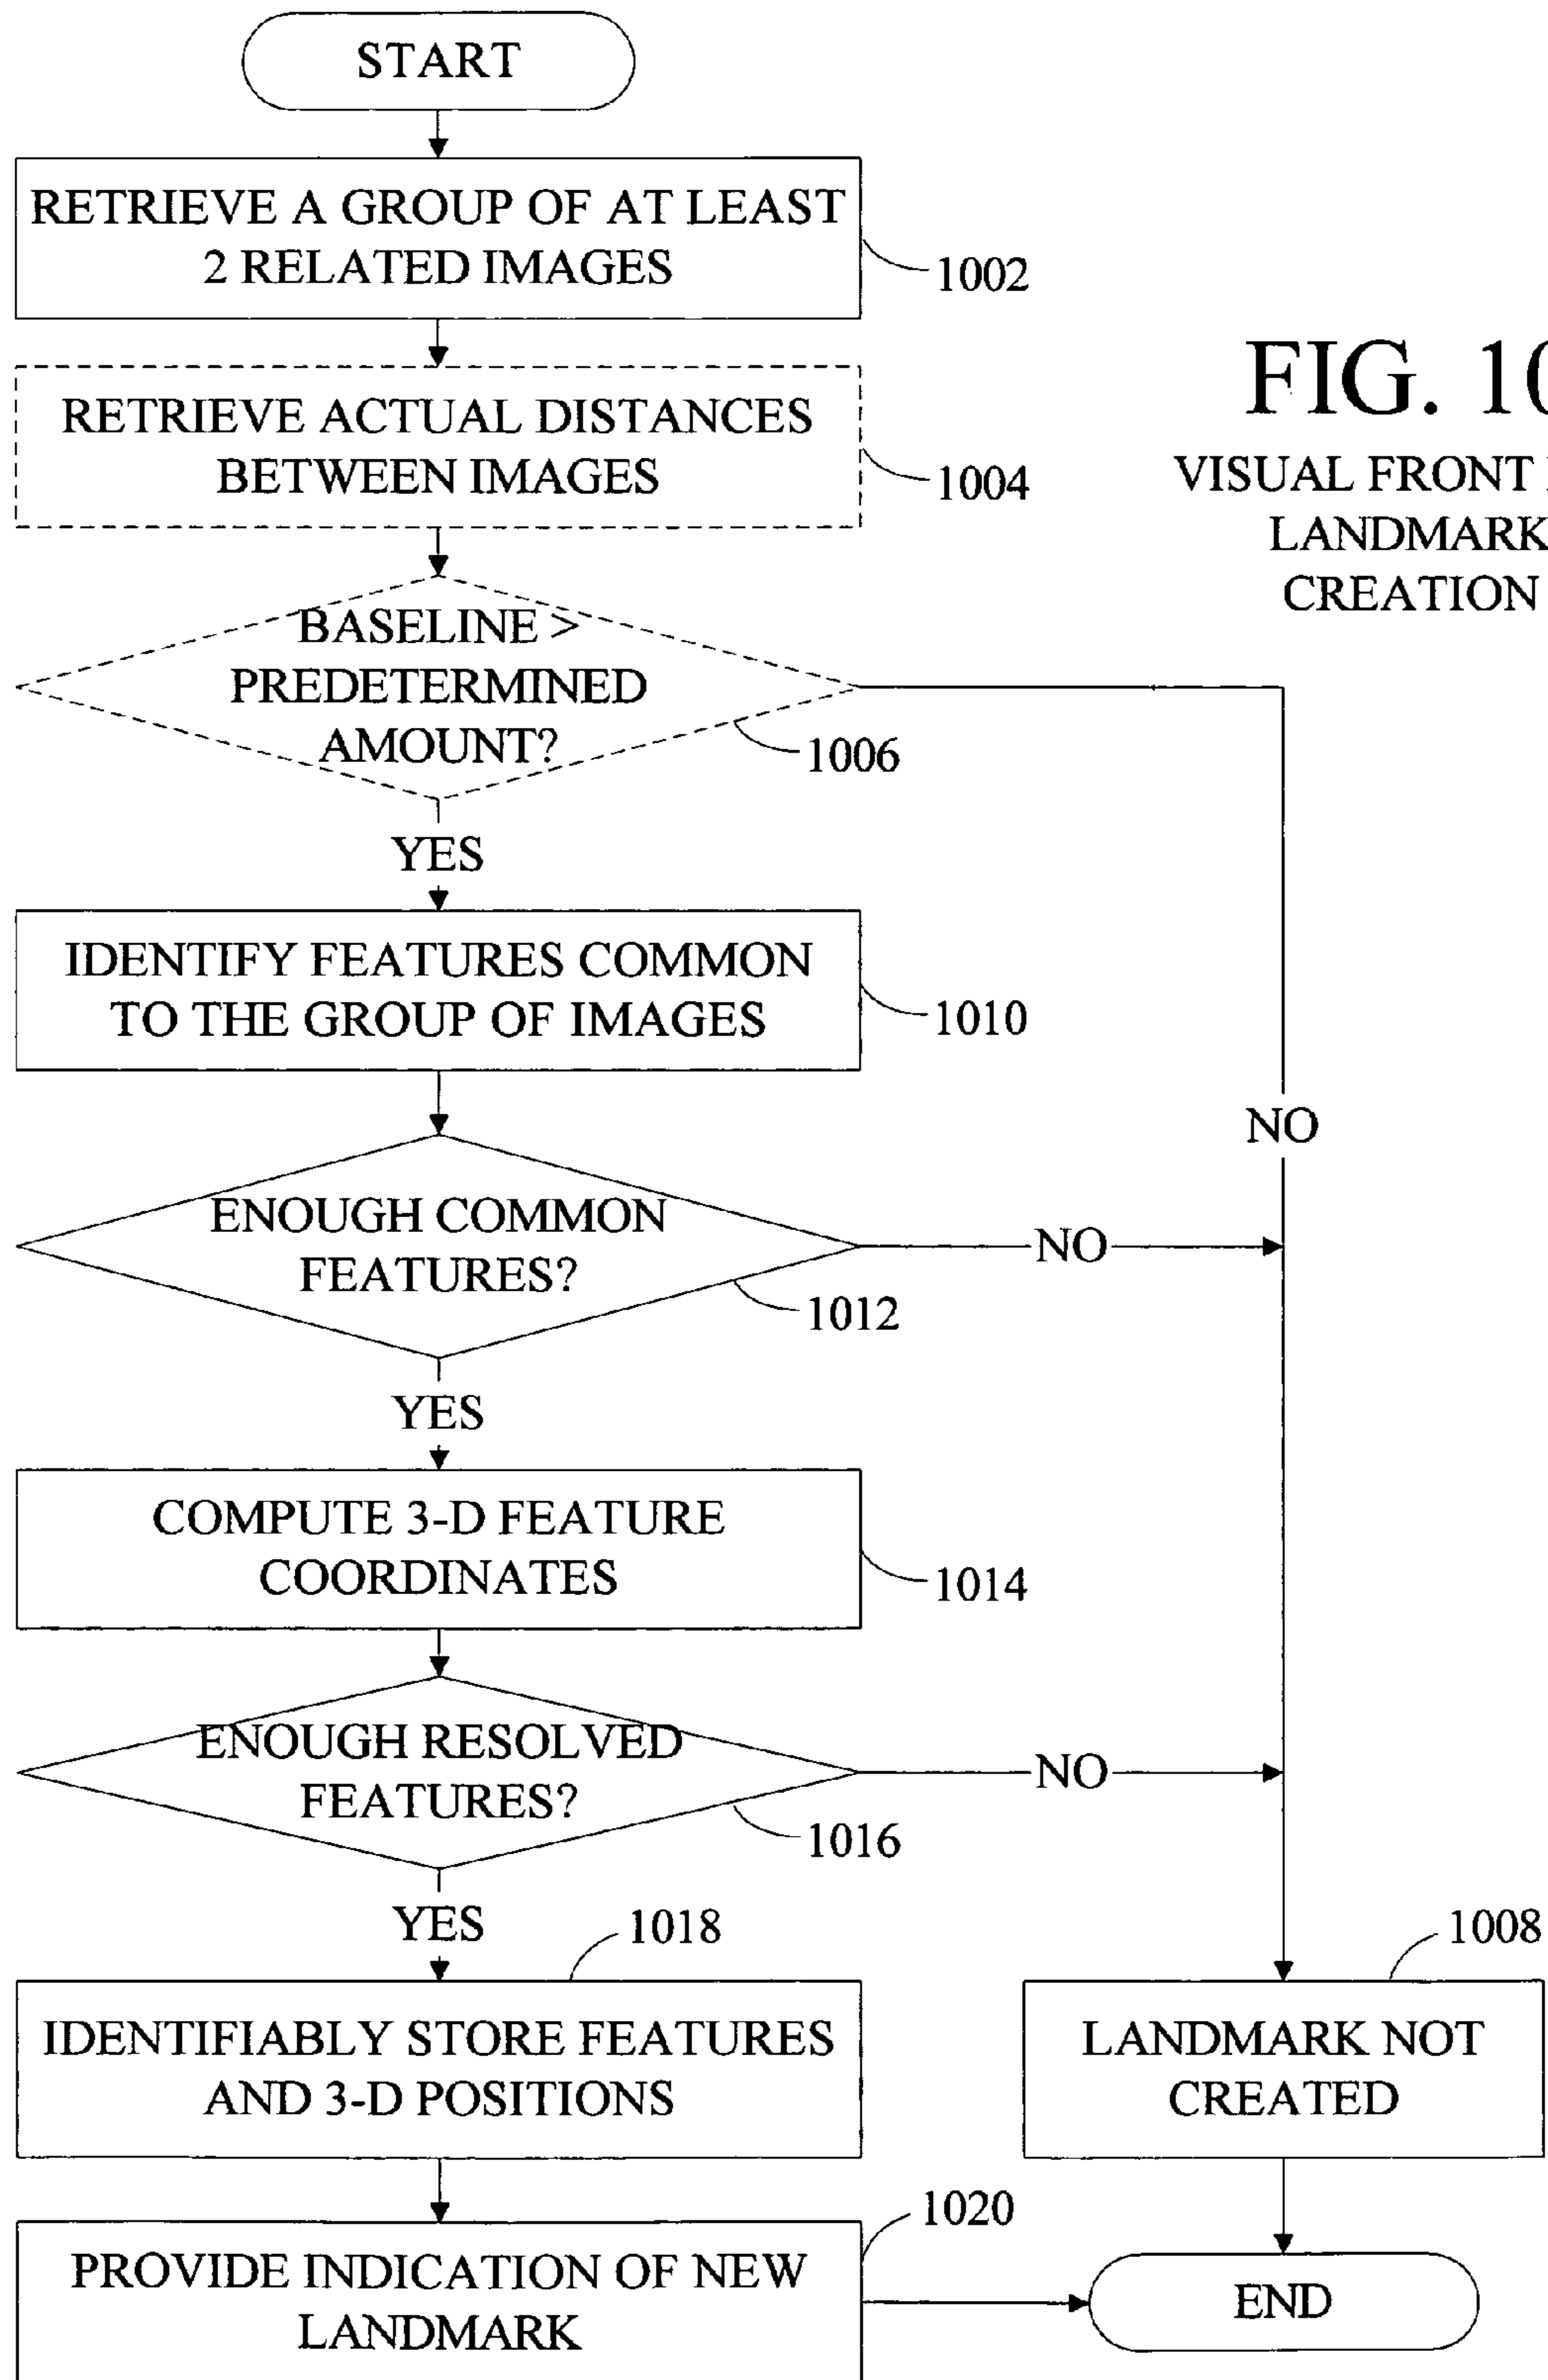 START
RETRIEVE A GROUP OF AT LEAST
2 RELATED IMAGES
1002
RETRIEVE ACTUAL DISTANCES
BETWEEN IMAGES
1004
FIG. 10
VISUAL FRONT
LANDMARK
CREATION
BASELINE >
PREDETERMINED
AMOUNT?
1006
YES
IDENTIFY FEATURES COMMON
TO THE GROUP OF IMAGES
1010
NO
ENOUGH COMMON
FEATURES?
NO
1012
YES
COMPUTE 3-D FEATURE
COORDINATES
1014
ENOUGH RESOLVED
FEATURES?
NO
1016
YES
1018
1008
IDENTIFIABLY STORE FEATURES
AND 3-D POSITIONS
LANDMARK NOT
CREATED
1020
PROVIDE INDICATION OF NEW
LANDMARK
END